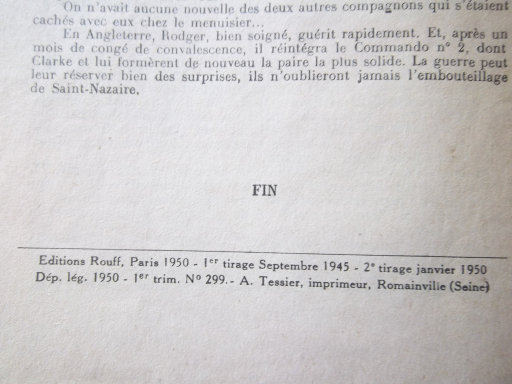 On n'avait aucune nouvelle des deux autres compagnons qui s'étaient
cachés avec eux chez le menuisier...
En Angleterre, Rodger, bien soigné, guérit rapidement. Et, après un
mois de congé de convalescence, il réintégra le Commando n° 2, dont
Clarke et lui formèrent de nouveau la paire la plus solide. La guerre peut
leur réserver bien des surprises, ils n'oublieront jamais l'embouteillage
de Saint-Nazaire.
FIN
Editions Rouff, Paris 1950 - 1er tirage Septembre 1945 - 2e tirage janvier 1950
Dép. lég. 1950 - 1er trim. N° 299. - A. Tessier, imprimeur, Romainville (Seine)